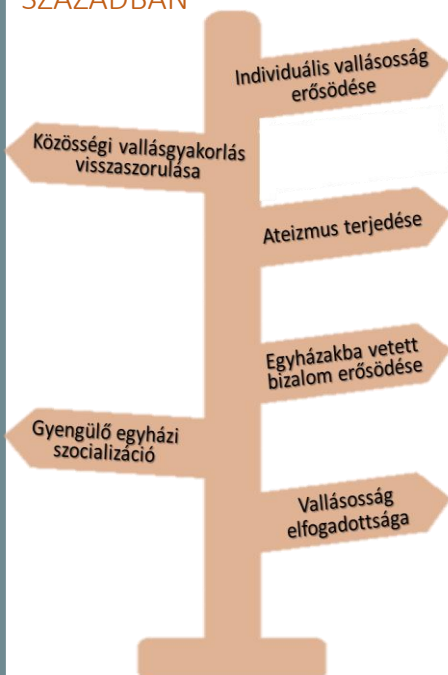 SZÁZADBAN
Individuális vallásosság
erősödése
Közösségi vallásgyakorlás
visszaszorulása
Ateizmus terjedése
Egyházakba vetett
bizalom erősödése
Gyengülő egyházi
szocializáció
Vallásosság
elfogadottsága